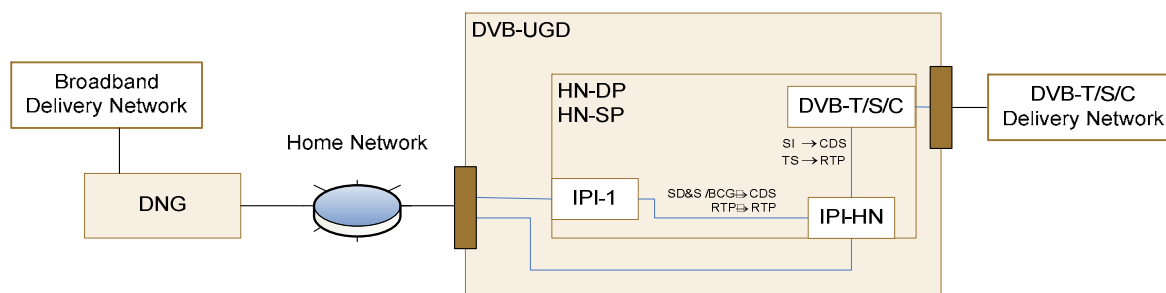 DVB-UGD
Broadband
Delivery Network
HN-DP
HN-SP
DVB-T/S/C
DVB-T/S/C
Delivery Network
Home Network
SI → CDS
TS → RTP
DNG
IPI-1
SD&S /BCG→ CDS
RTP→ RTP
IPI-HN